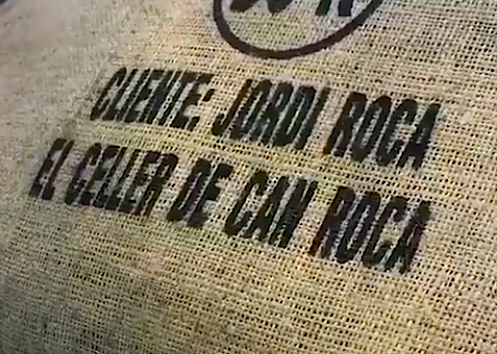 CLIENTE: JORDI ROCA
EL CELLER DE CAN ROCA